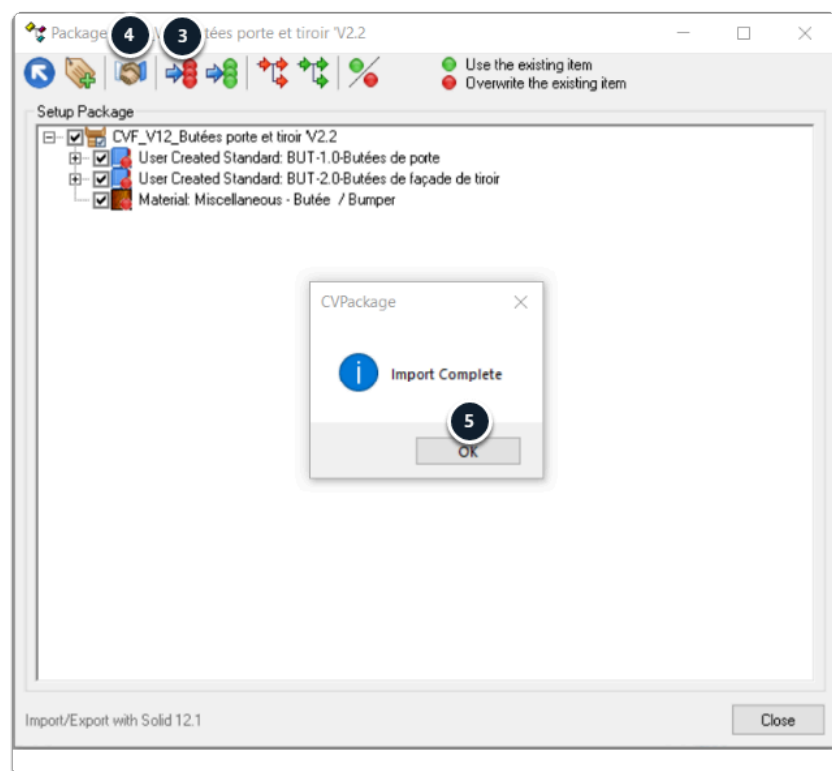 Package
4
3
tées porte et tiroir 'V2.2
Use the existing item
Overwrite the existing item
Setup Package
CVF_V12_Butées porte et tiroir 'V2.2
User Created Standard: BUT-1.0-Butées de porte
User Created Standard: BUT-2.0-Butées de façade de tiroir
Material: Miscellaneous - Butée / Bumper
CVPackage
i
Import Complete
5
OK
Import/Export with Solid 12.1
Close